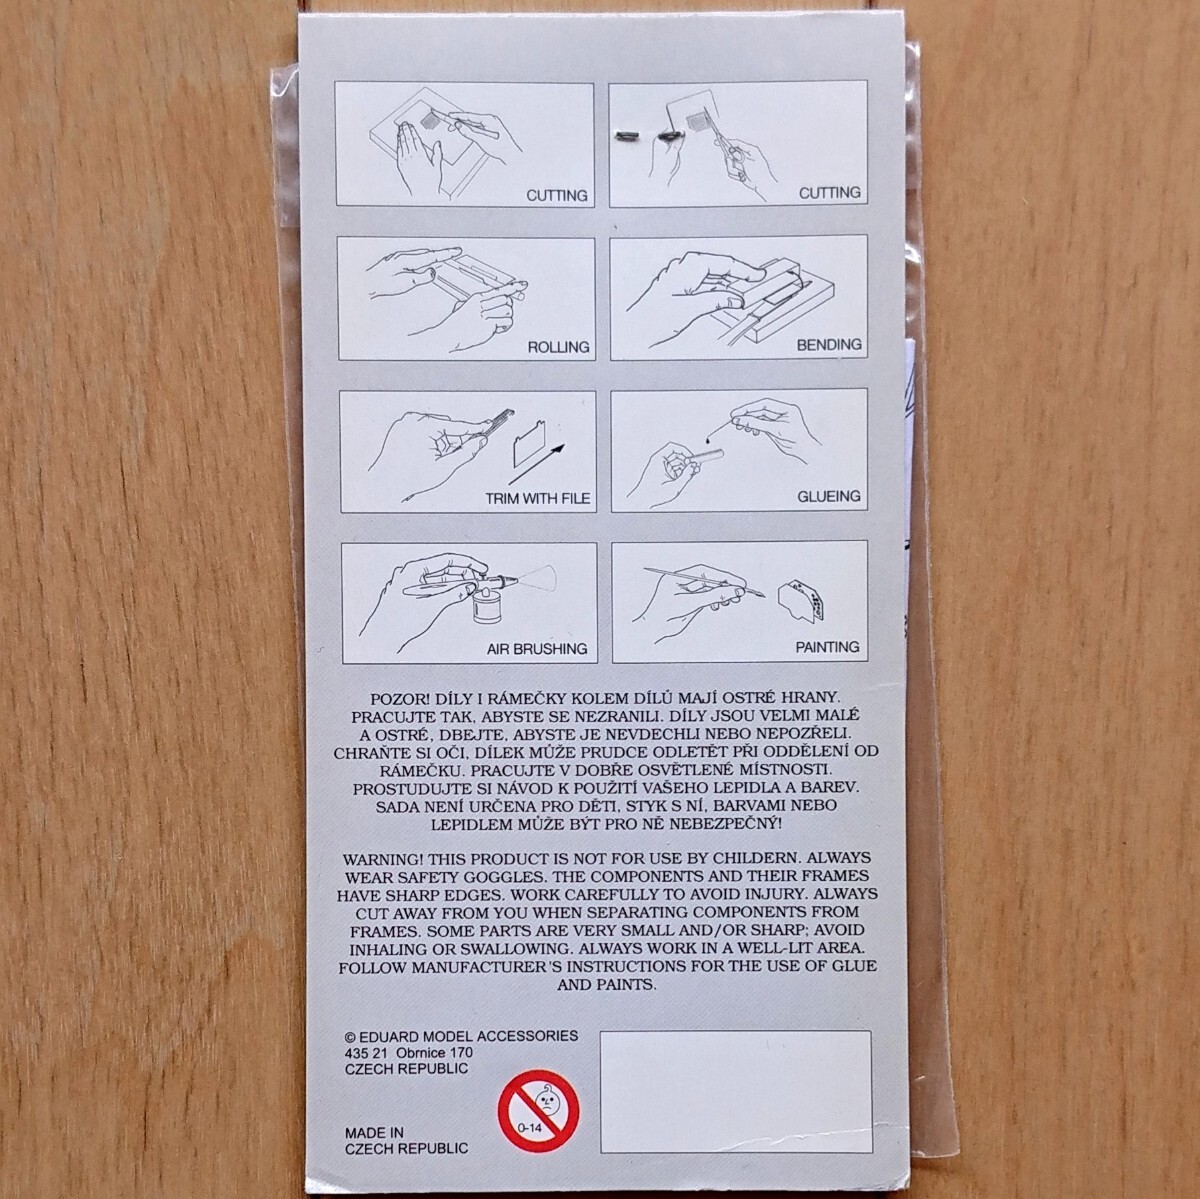 CUTTING
CUTTING
ROLLING
BENDING
TRIM WITH FILE
GLUEING
AIR BRUSHING
PAINTING
POZOR! DÍLY I RÁMEČKY KOLEM DÍLŮ MAJÍ OSTRÉ HRANY.
PRACUJTE TAK, ABYSTE SE NEZRANILI. DÍLY JSOU VELMI MALÉ
A OSTRÉ, DBEJTE, ABYSTE JE NEVDECHLI NEBO NEPOZŘELI.
CHRAŇTE SI OČI, DÍLEK MŮŽE PRUDCE ODLETĚT PŘI ODDĚLENÍ OD
RÁMEČKU. PRACUJTE V DOBŘE OSVĚTLENÉ MÍSTNOSTI.
PROSTUDUJTE SI NÁVOD K POUŽITÍ VAŠEHO LEPIDLA A BAREV.
SADA NENÍ URČENA PRO DĚTI, STYK S NÍ, BARVAMI NEBO
LEPIDLEM MŮŽE BÝT PRO NĚ NEBEZPEČNÝ!
WARNING! THIS PRODUCT IS NOT FOR USE BY CHILDERN. ALWAYS
WEAR SAFETY GOGGLES. THE COMPONENTS AND THEIR FRAMES
HAVE SHARP EDGES. WORK CAREFULLY TO AVOID INJURY. ALWAYS
CUT AWAY FROM YOU WHEN SEPARATING COMPONENTS FROM
FRAMES. SOME PARTS ARE VERY SMALL AND/OR SHARP; AVOID
INHALING OR SWALLOWING. ALWAYS WORK IN A WELL-LIT AREA.
FOLLOW MANUFACTURER'S INSTRUCTIONS FOR THE USE OF GLUE
AND PAINTS.
© EDUARD MODEL ACCESSORIES
435 21 Obrnice 170
CZECH REPUBLIC
0-14
MADE IN
CZECH REPUBLIC